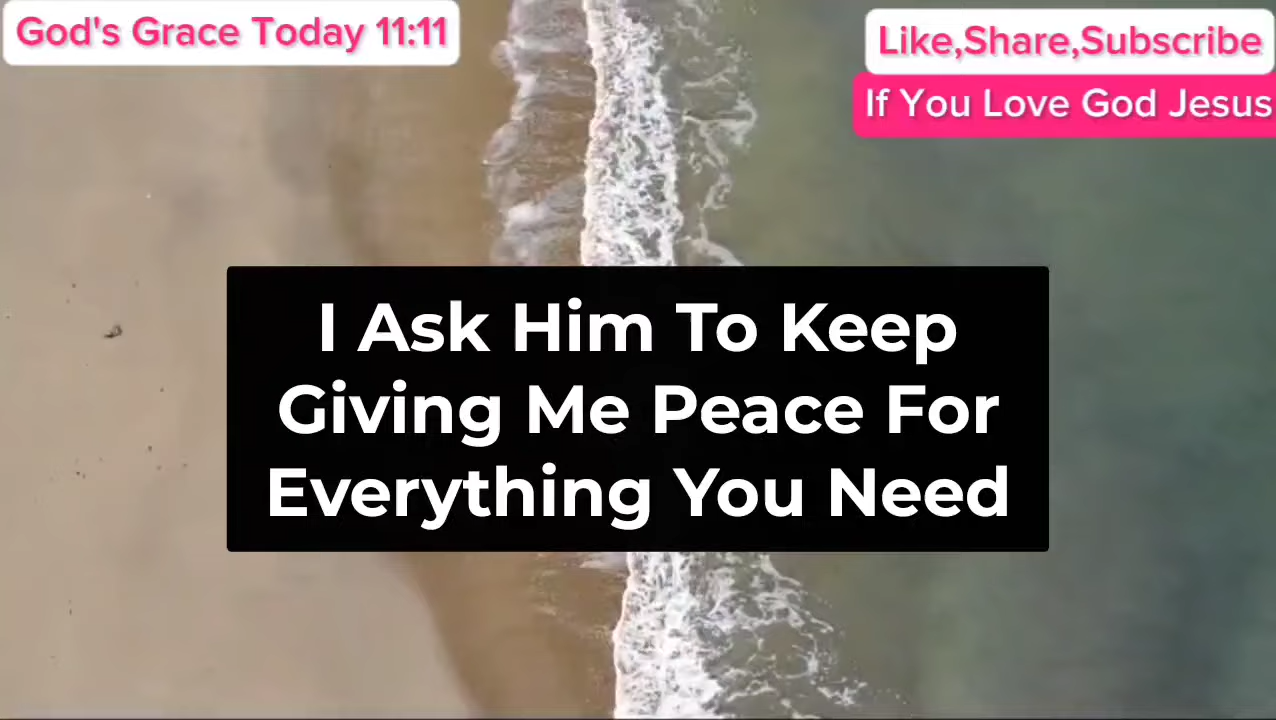 God's Grace Today 11:11
Like,Share,Subscribe
If You Love God Jesus
I Ask Him To Keep
Giving Me Peace For
Everything You Need